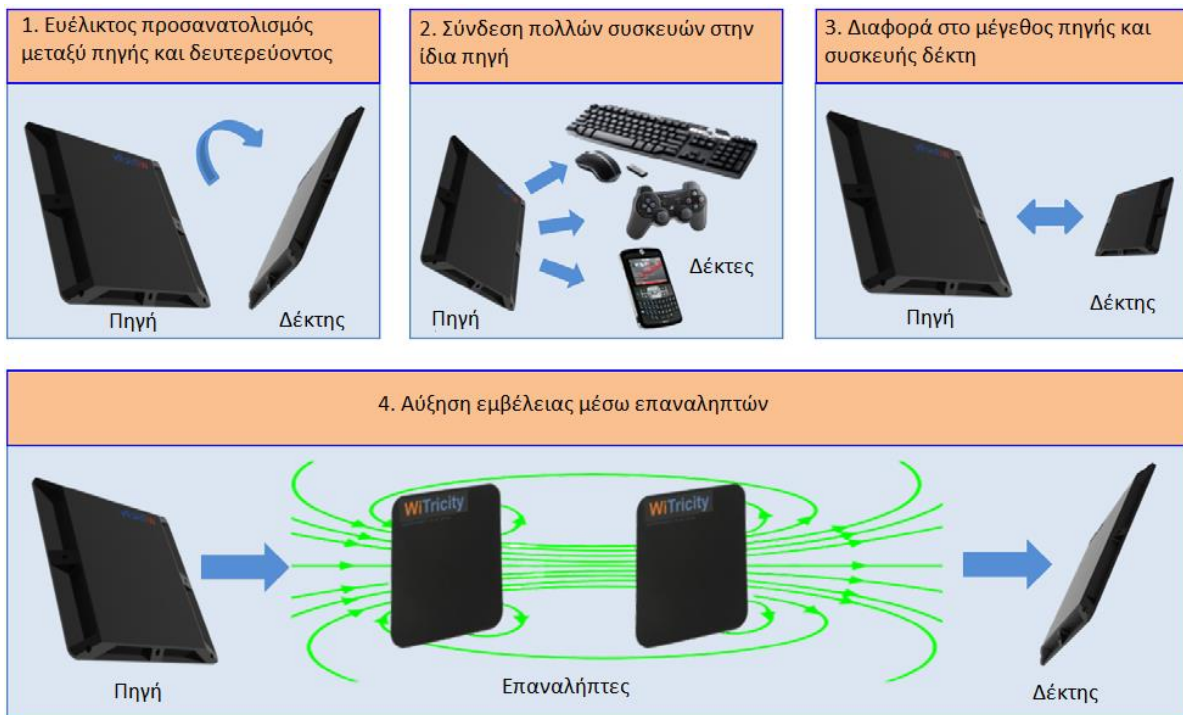 1. Ευέλικτος προσανατολισμός
μεταξύ πηγής και δευτερεύοντος
Πηγή
Δέκτης
2. Σύνδεση πολλών συσκευών στην
ίδια πηγή
Πηγή
Δέκτες
3. Διαφορά στο μέγεθος πηγής και
συσκευής δέκτη
Πηγή
Δέκτης
4. Αύξηση εμβέλειας μέσω επαναληπτών
WiTricity
WiTricity
Πηγή
Επαναλήπτες
Δέκτης